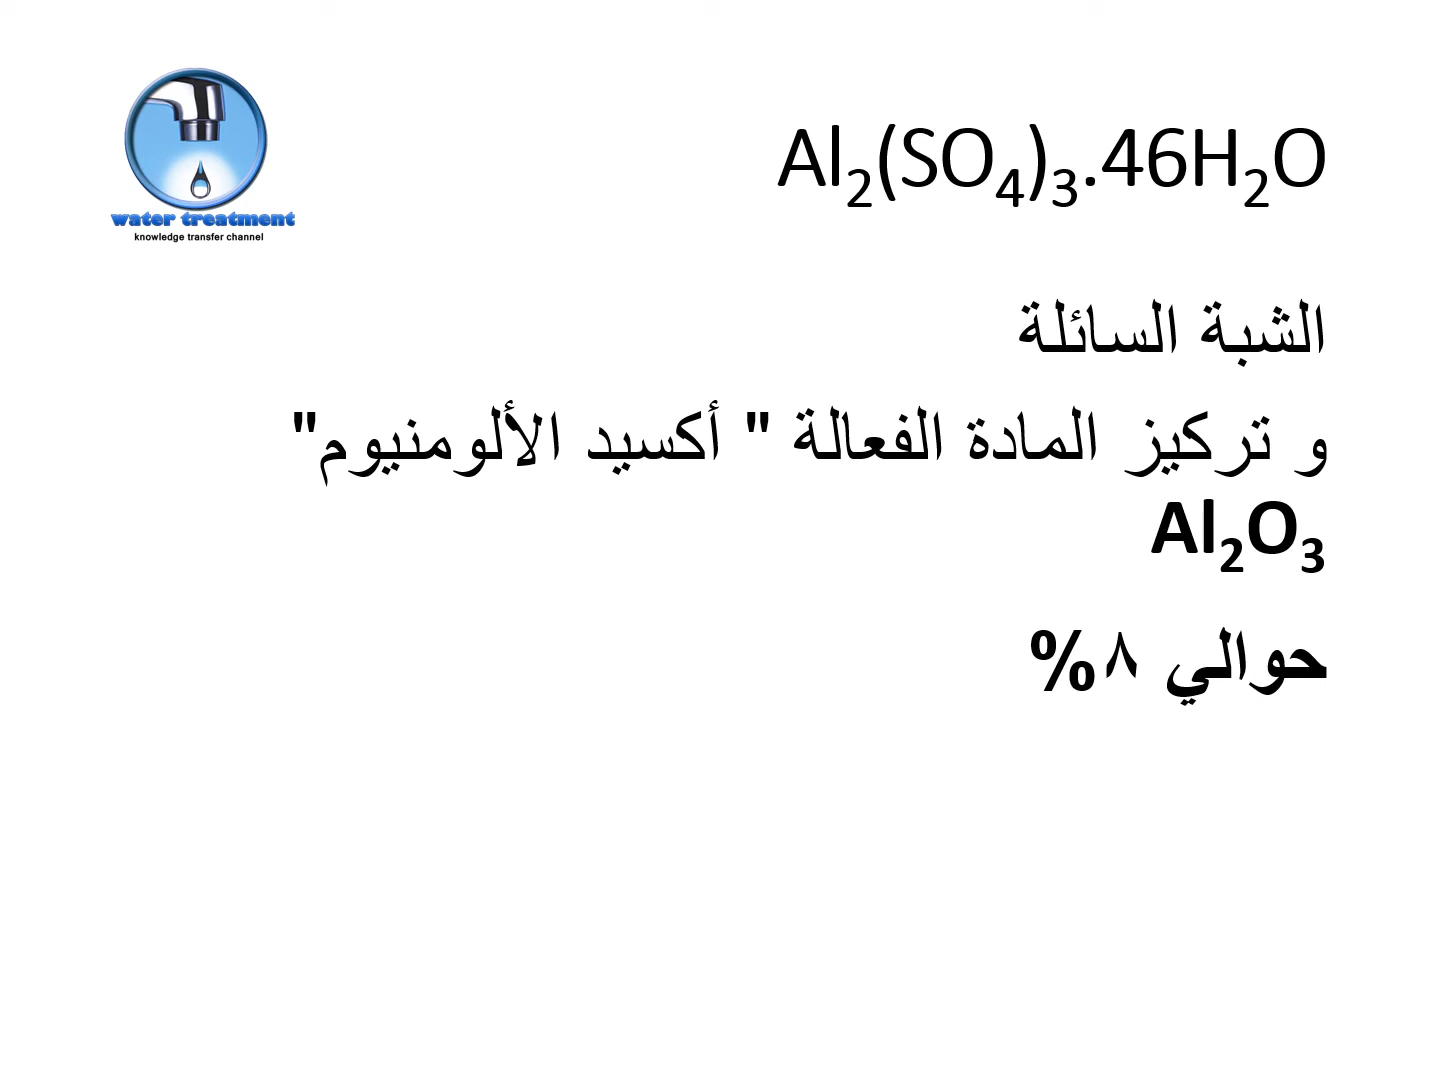 water treatment
knowledge transfer channel
Al₂(SO₄)₃.46H₂O
الشبة السائلة
و تركيز المادة الفعالة " أكسيد الألومنيوم"
Al₂O₃
حوالي ٨%